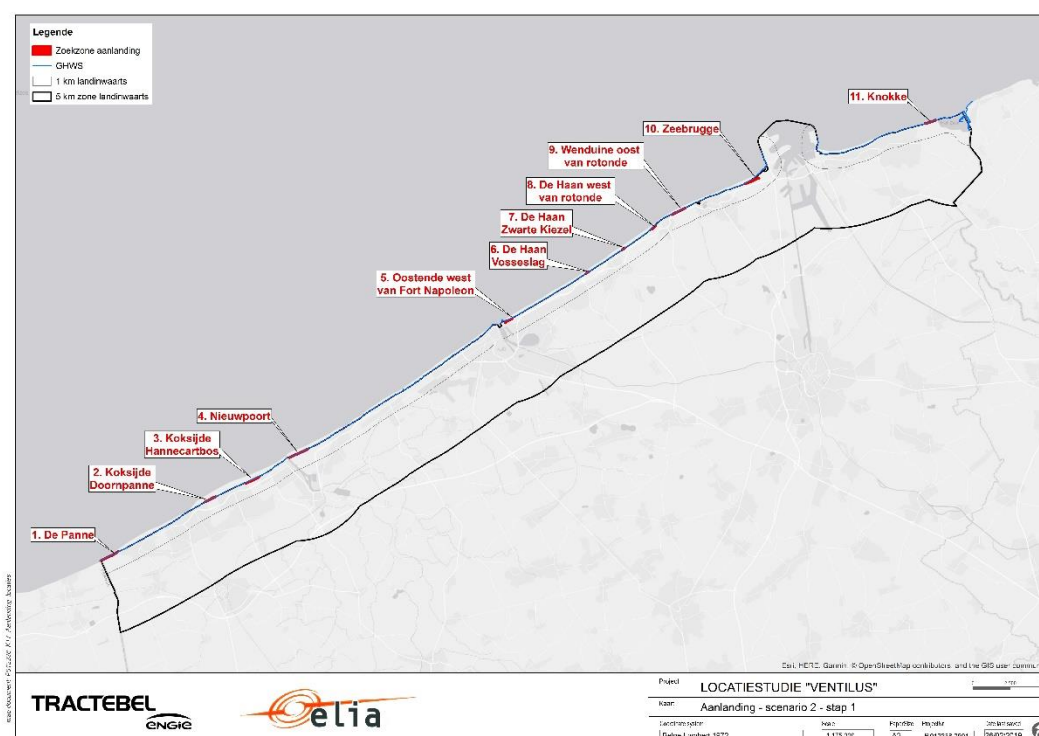 Legende
Zoekzone aanlanding
GHWS
1 km landinwaarts
5 km zone landinwaarts
11. Knokke
10. Zeebrugge
9. Wenduine oost
van rotonde
8. De Haan west
van rotonde
7. De Haan
Zwarte Kiezel
6. De Haan
Vosseslag
5. Oostende west
van Fort Napoleon
4. Nieuwpoort
3. Koksijde
Hannecartbos
2. Koksijde
Doornpanne
1. De Panne
Esri, HERE, Garmin, © OpenStreetMap contributors, and the GIS user commun
TRACTEBEL
ENGIE
elia
Project
LOCATIESTUDIE "VENTILUS"
Kaart
Aanlanding - scenario 2 - stap 1